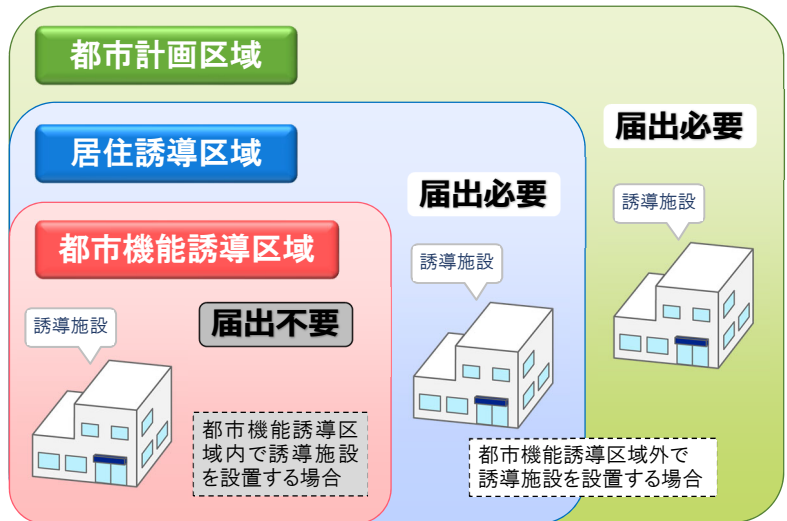 都市計画区域
届出必要
居住誘導区域
届出必要
誘導施設
都市機能誘導区域
誘導施設
届出不要
誘導施設
都市機能誘導区
域内で誘導施設
を設置する場合
都市機能誘導区域外で
誘導施設を設置する場合